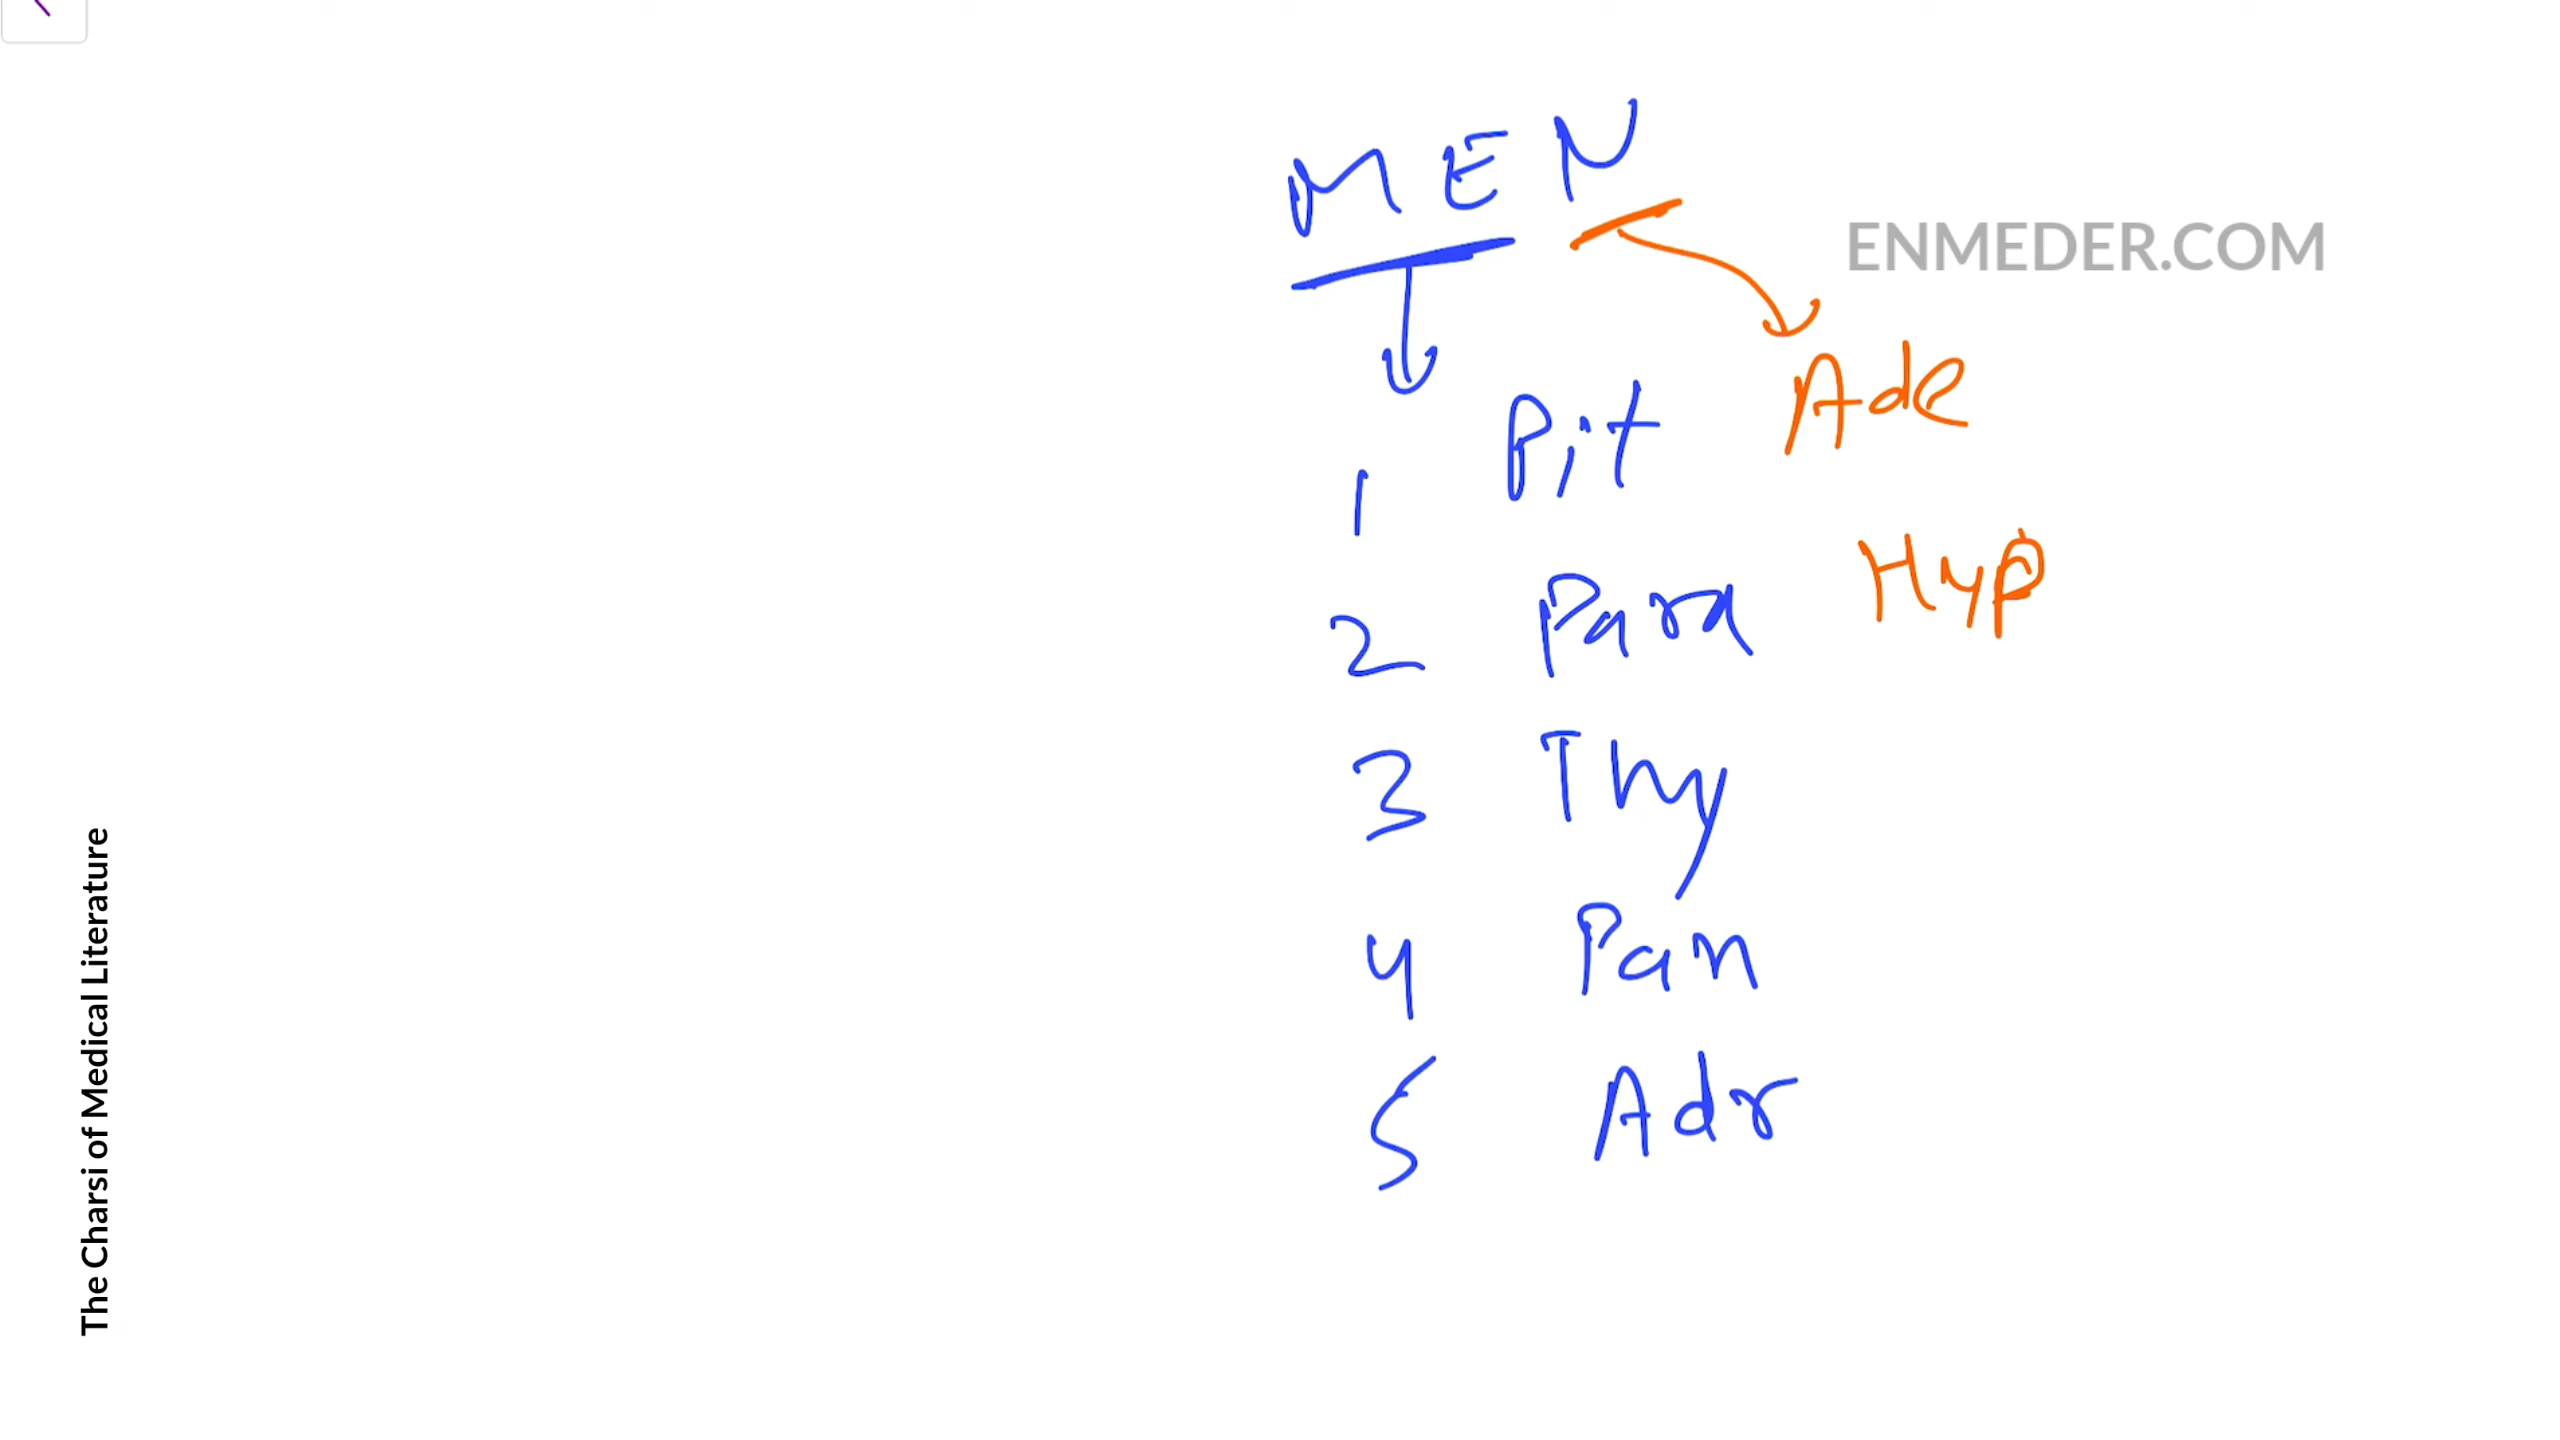 MEN
ENMEDER.COM
1 Pit Ade
2 Para Hyp
3 Thy
4 Pan
5 Adr
The Charsi of Medical Literature